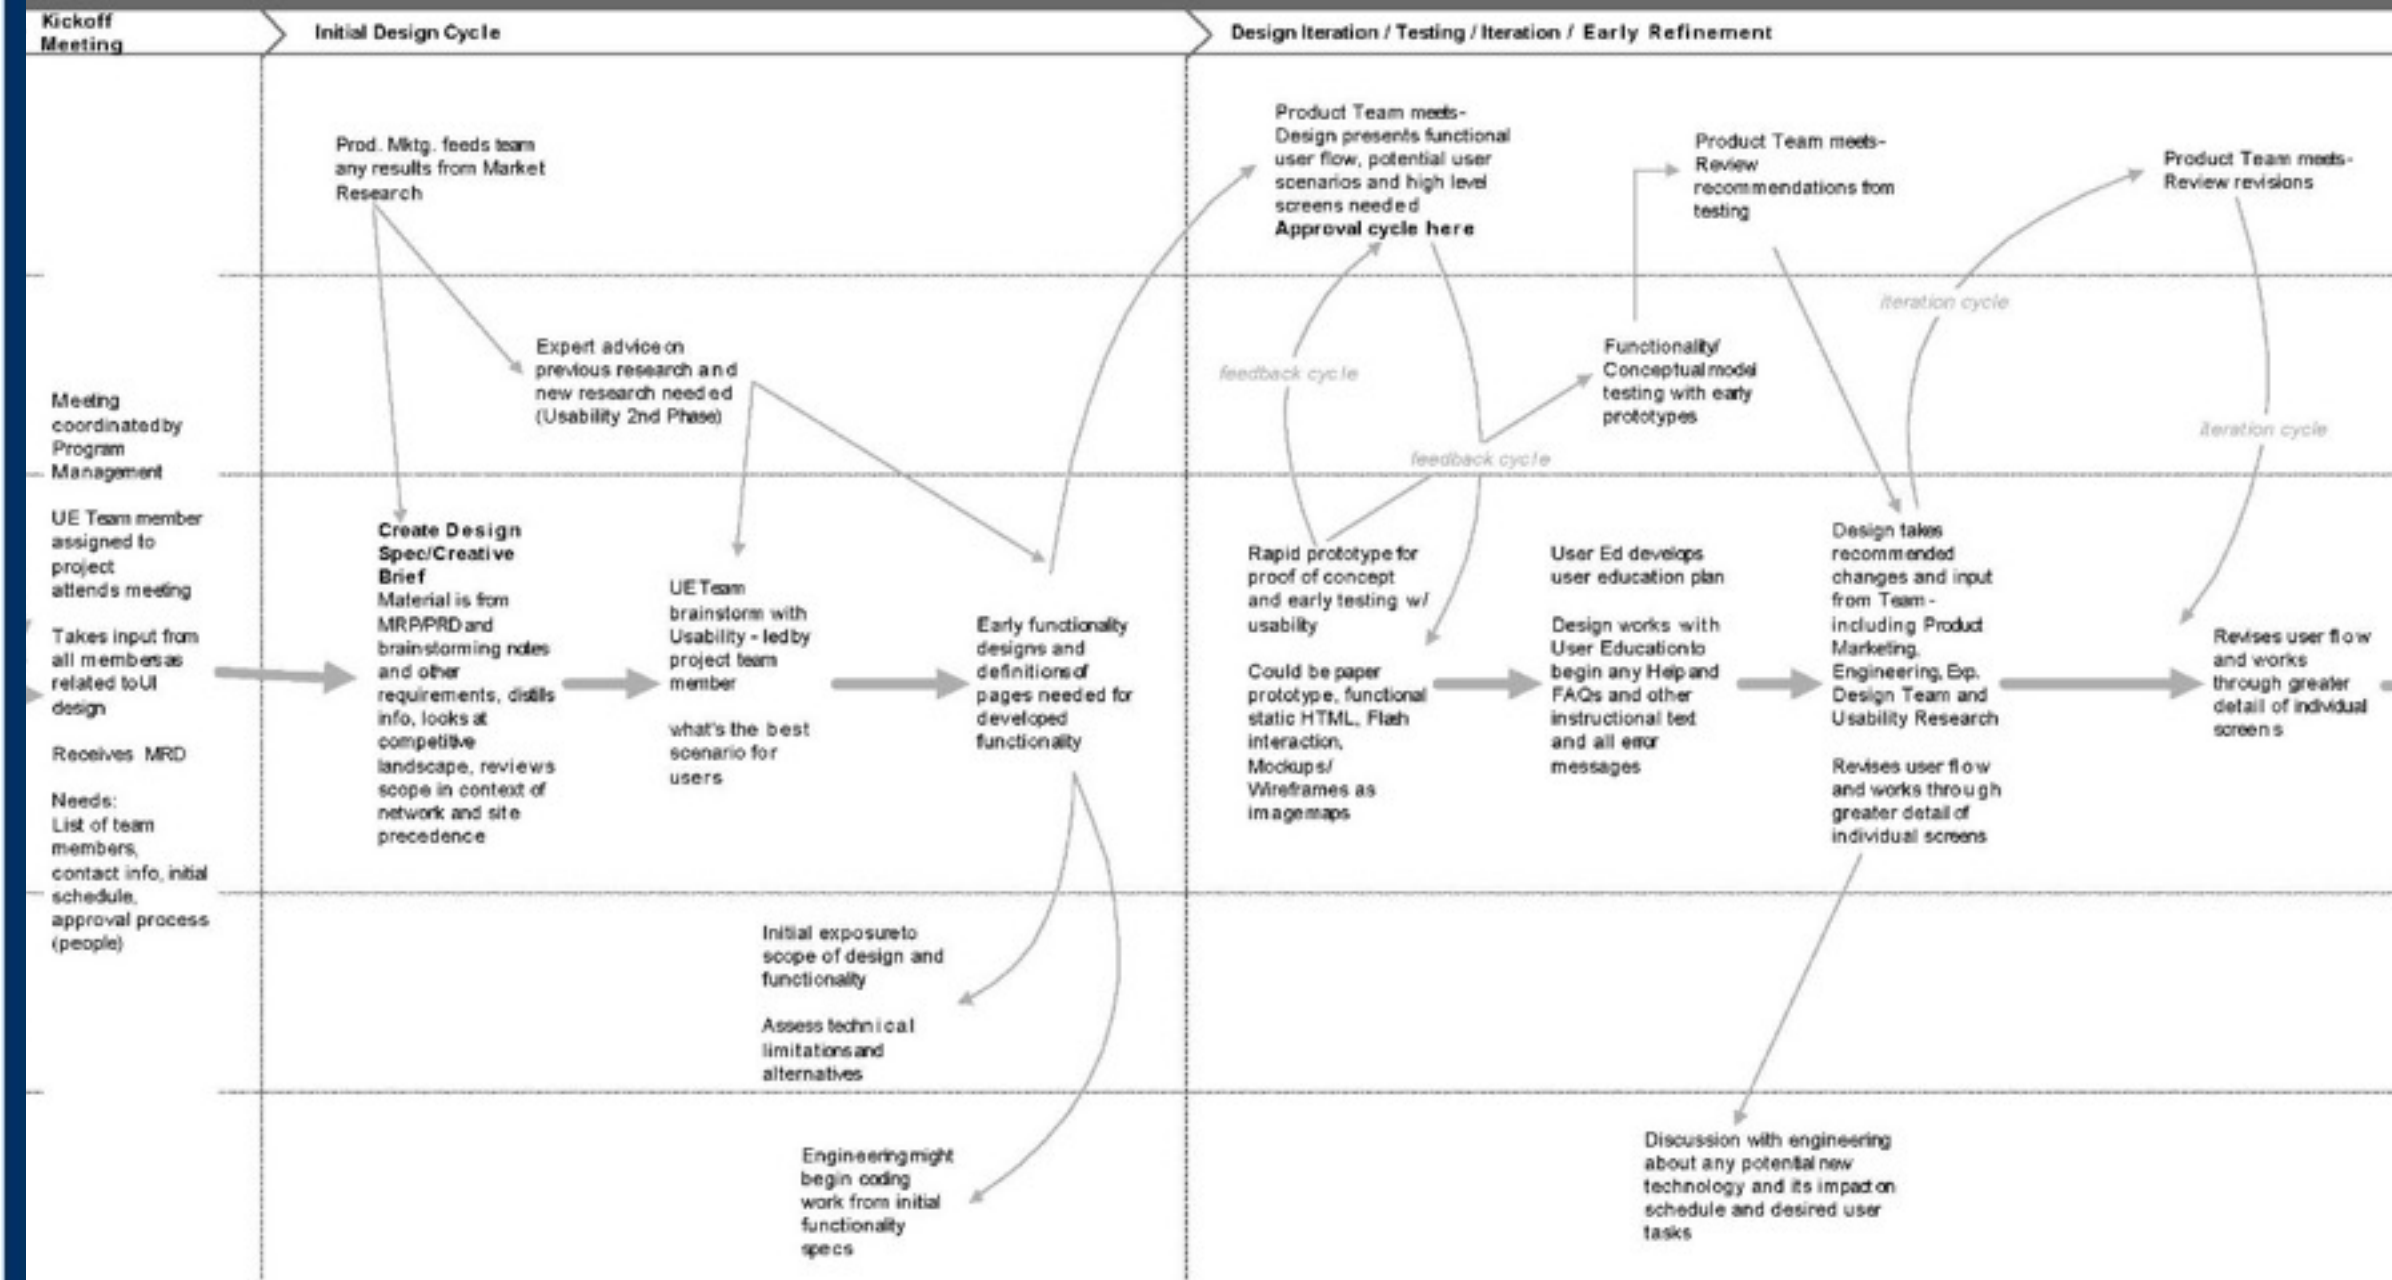 Kickoff
Meeting
Initial Design Cycle
Design Iteration / Testing / Iteration / Early Refinement
Meeting
coordinated by
Program
Management
UE Team member
assigned to
project
attends meeting
Takes input from
all members as
related to UI
design
Receives MRD
Needs:
List of team
members,
contact info, initial
schedule,
approval process
(people)
Prod. Mktg. feeds team
any results from Market
Research
Expert advice on
previous research and
new research needed
(Usability 2nd Phase)
Create Design
Spec/Creative
Brief
Material is from
MRP/PRD and
brainstorming notes
and other
requirements, distills
info, looks at
competitive
landscape, reviews
scope in context of
network and site
precedence
UE Team
brainstorm with
Usability - led by
project team
member
what's the best
scenario for
users
Early functionality
designs and
definitions of
pages needed for
developed
functionality
Initial exposure to
scope of design and
functionality
Assess technical
limitations and
alternatives
Engineering might
begin coding
work from initial
functionality
specs
Product Team meets-
Design presents functional
user flow, potential user
scenarios and high level
screens needed
Approval cycle here
feedback cycle
feedback cycle
Rapid prototype for
proof of concept
and early testing w/
usability
Could be paper
prototype, functional
static HTML, Flash
interaction,
Mockups/
Wireframes as
imagemaps
Functionality/
Conceptual model
testing with early
prototypes
Product Team meets-
Review
recommendations from
testing
User Ed develops
user education plan
Design works with
User Education to
begin any Help and
FAQs and other
instructional text
and all error
messages
iteration cycle
Design takes
recommended
changes and input
from Team -
including Product
Marketing,
Engineering, Exp.
Design Team and
Usability Research
Revises user flow
and works through
greater detail of
individual screens
Discussion with engineering
about any potential new
technology and its impact on
schedule and desired user
tasks
Product Team meets-
Review revisions
iteration cycle
Revises user flow
and works
through greater
detail of individual
screens